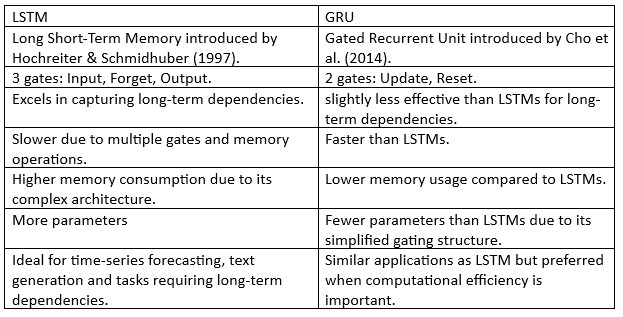 LSTM
GRU
Long Short-Term Memory introduced by
Hochreiter & Schmidhuber (1997).
Gated Recurrent Unit introduced by Cho et
al. (2014).
3 gates: Input, Forget, Output.
2 gates: Update, Reset.
Excels in capturing long-term dependencies.
slightly less effective than LSTMs for long-
term dependencies.
Slower due to multiple gates and memory
operations.
Faster than LSTMs.
Higher memory consumption due to its
complex architecture.
Lower memory usage compared to LSTMs.
More parameters
Fewer parameters than LSTMs due to its
simplified gating structure.
Ideal for time-series forecasting, text
generation and tasks requiring long-term
dependencies.
Similar applications as LSTM but preferred
when computational efficiency is
important.